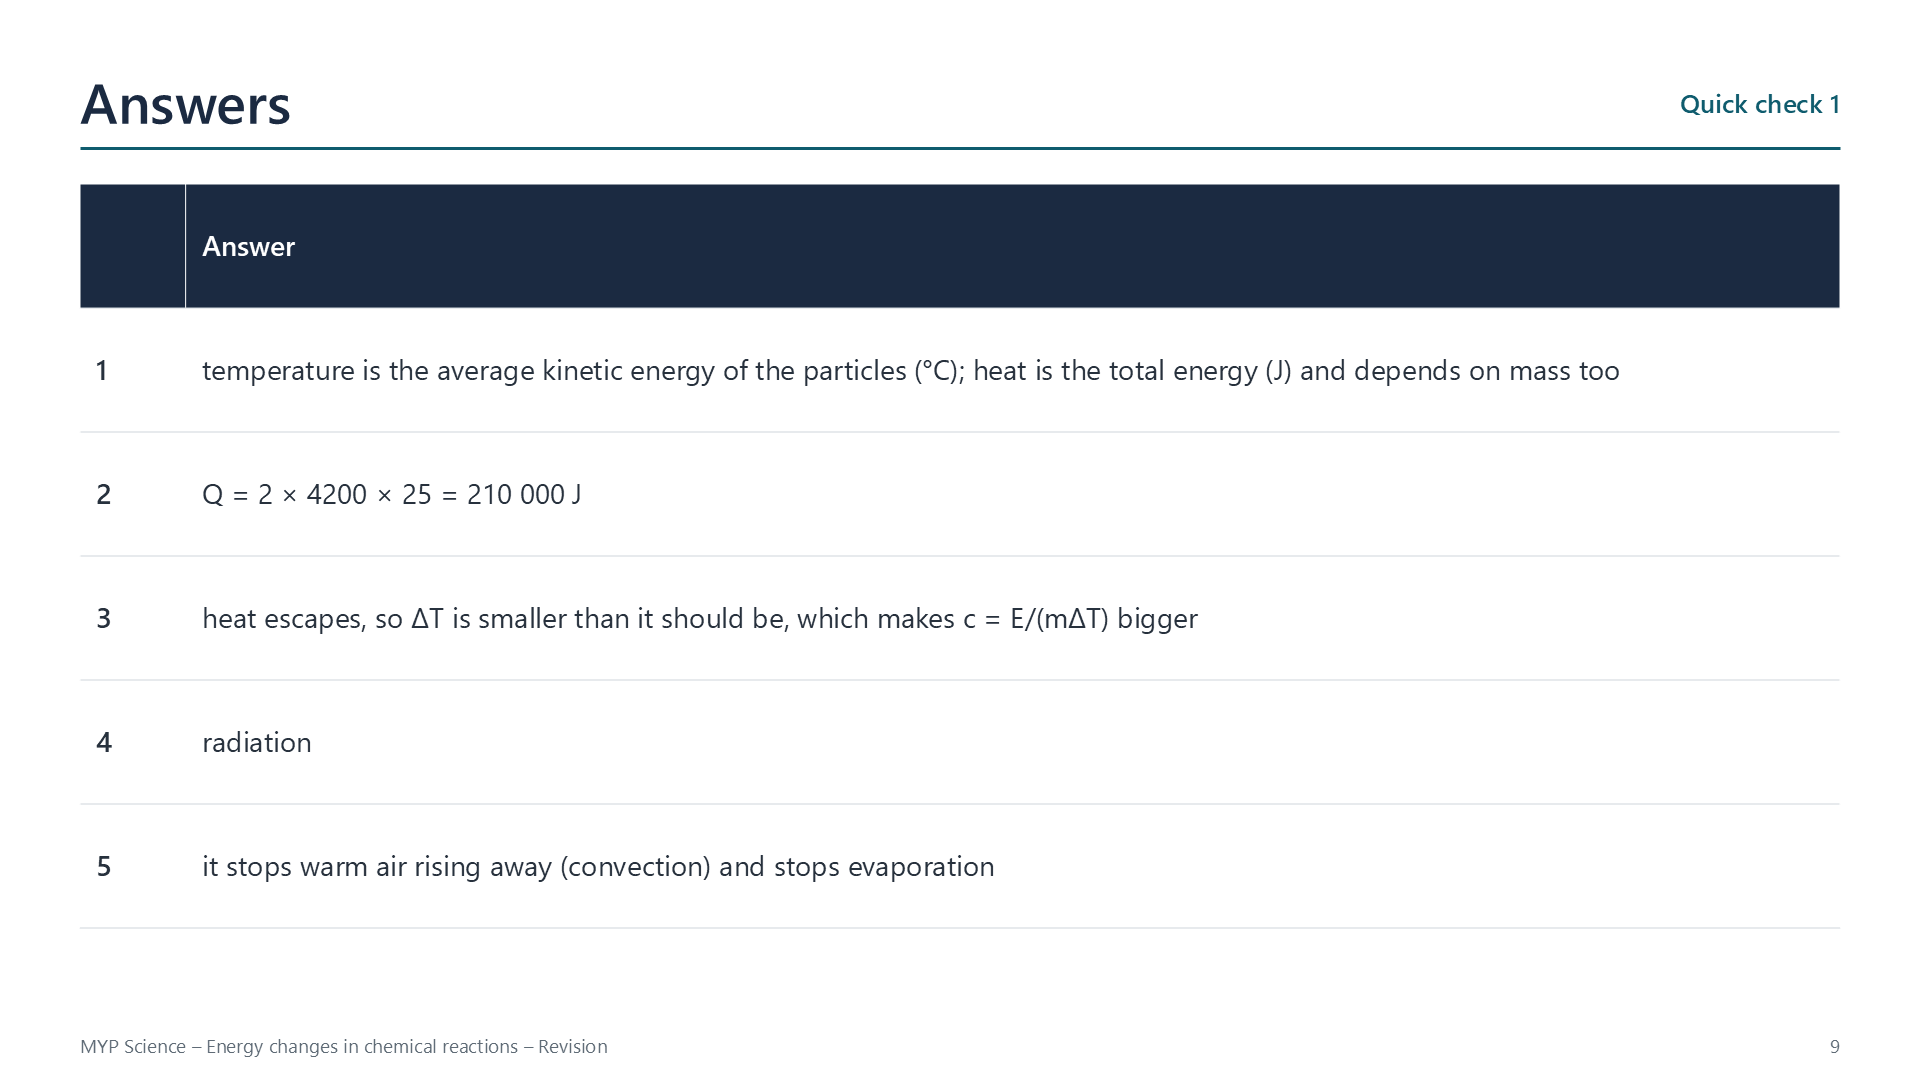 Answers
Quick check 1
Answer
1 temperature is the average kinetic energy of the particles (°C); heat is the total energy (J) and depends on mass too
2 Q = 2 × 4200 × 25 = 210 000 J
3 heat escapes, so ΔT is smaller than it should be, which makes c = E/(mΔT) bigger
4 radiation
5 it stops warm air rising away (convection) and stops evaporation
MYP Science – Energy changes in chemical reactions – Revision
9